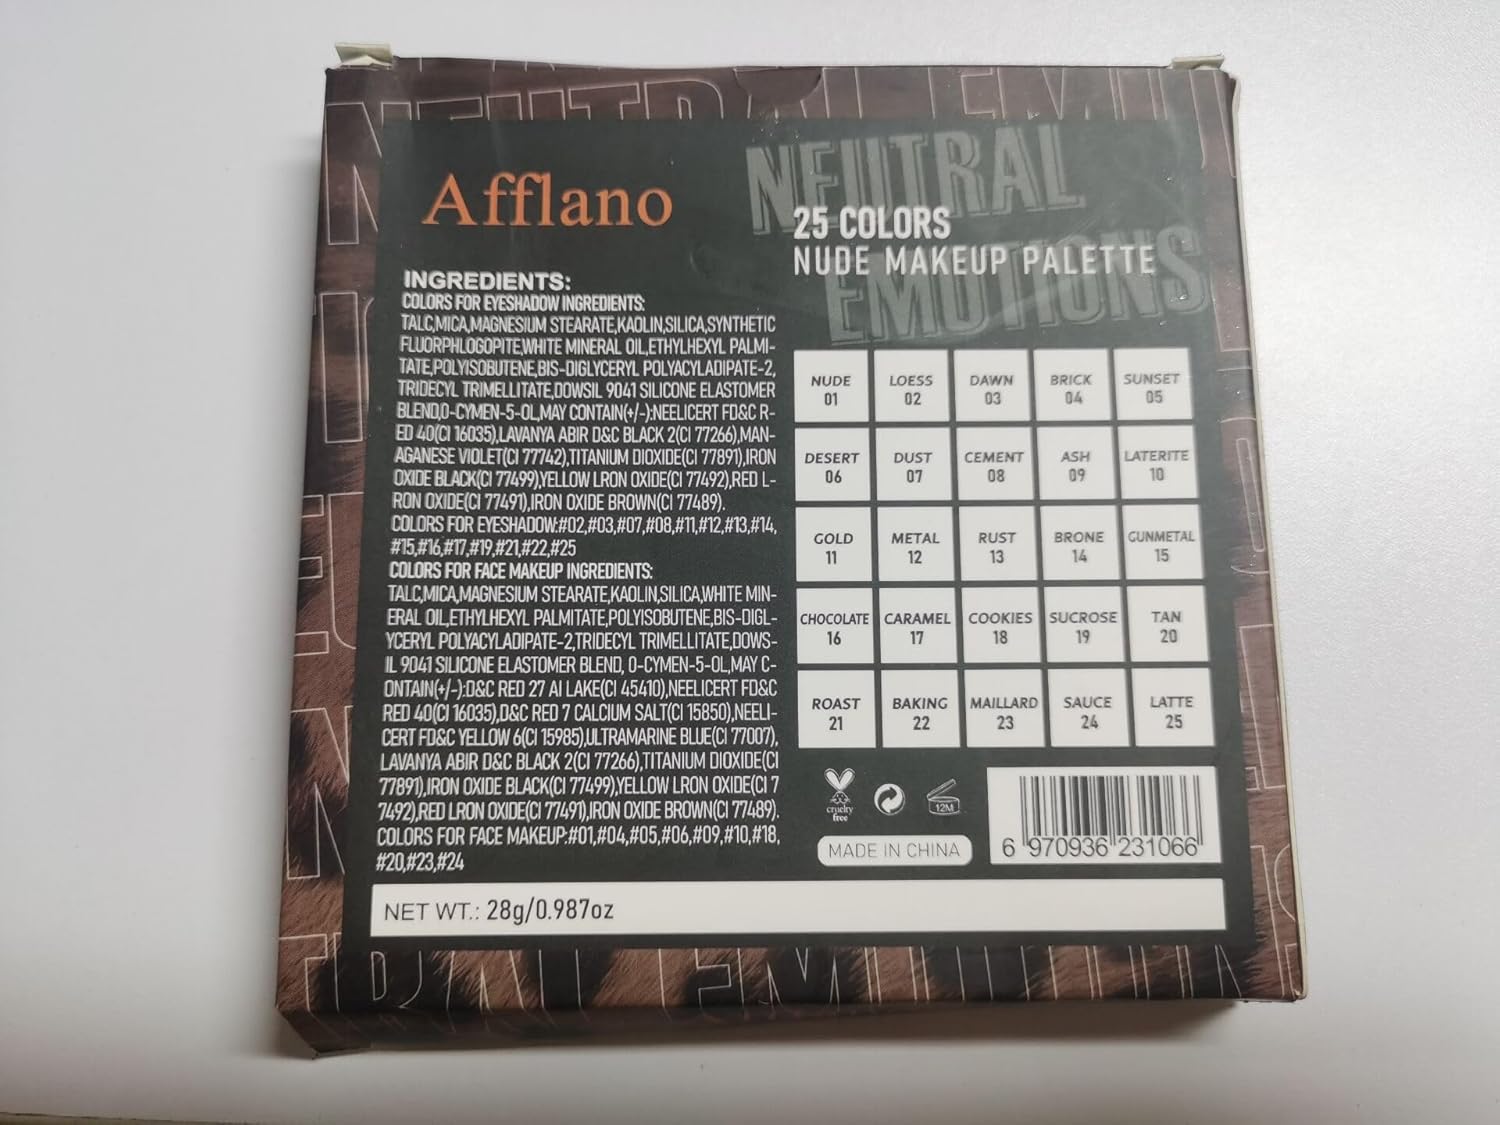 NEUTRAL EMO
Afflano
NEUTRAL
EMOTIONS
25 COLORS
NUDE MAKEUP PALETTE
INGREDIENTS:
COLORS FOR EYESHADOW INGREDIENTS:
TALC,MICA,MAGNESIUM STEARATE,KAOLIN,SILICA,SYNTHETIC
FLUORPHLOGOPITE,WHITE MINERAL OIL,ETHYLHEXYL PALMI-
TATE,POLYISOBUTENE,BIS-DIGLYCERYL POLYACYLADIPATE-2,
TRIDECYL TRIMELLITATE,DOWSIL 9041 SILICONE ELASTOMER
BLEND,O-CYMEN-5-OL,MAY CONTAIN(+/-):NEELICERT FD&C R-
ED 40(CI 16035),LAVANYA ABIR D&C BLACK 2(CI 77266),MAN-
AGANESE VIOLET(CI 77742),TITANIUM DIOXIDE(CI 77891),IRON
OXIDE BLACK(CI 77499),YELLOW LRON OXIDE(CI 77492),RED L-
RON OXIDE(CI 77491),IRON OXIDE BROWN(CI 77489).
COLORS FOR EYESHADOW:#02,#03,#07,#08,#11,#12,#13,#14,
#15,#16,#17,#19,#21,#22,#25
COLORS FOR FACE MAKEUP INGREDIENTS:
TALC,MICA,MAGNESIUM STEARATE,KAOLIN,SILICA,WHITE MIN-
ERAL OIL,ETHYLHEXYL PALMITATE,POLYISOBUTENE,BIS-DIGL-
YCERYL POLYACYLADIPATE-2,TRIDECYL TRIMELLITATE,DOWS-
IL 9041 SILICONE ELASTOMER BLEND, O-CYMEN-5-OL,MAY C-
ONTAIN(+/-):D&C RED 27 AI LAKE(CI 45410),NEELICERT FD&C
RED 40(CI 16035),D&C RED 7 CALCIUM SALT(CI 15850),NEELI-
CERT FD&C YELLOW 6(CI 15985),ULTRAMARINE BLUE(CI 77007),
LAVANYA ABIR D&C BLACK 2(CI 77266),TITANIUM DIOXIDE(CI
77891),IRON OXIDE BLACK(CI 77499),YELLOW LRON OXIDE(CI 7
7492),RED LRON OXIDE(CI 77491),IRON OXIDE BROWN(CI 77489).
COLORS FOR FACE MAKEUP:#01,#04,#05,#06,#09,#10,#18,
#20,#23,#24
NUDE LOESS DAWN BRICK SUNSET
01 02 03 04 05
DESERT DUST CEMENT ASH LATERITE
06 07 08 09 10
GOLD METAL RUST BRONE GUNMETAL
11 12 13 14 15
CHOCOLATE CARAMEL COOKIES SUCROSE TAN
16 17 18 19 20
ROAST BAKING MAILLARD SAUCE LATTE
21 22 23 24 25
cruelty
free
12M
MADE IN CHINA
6 970936 231066
NET WT.: 28g/0.987oz